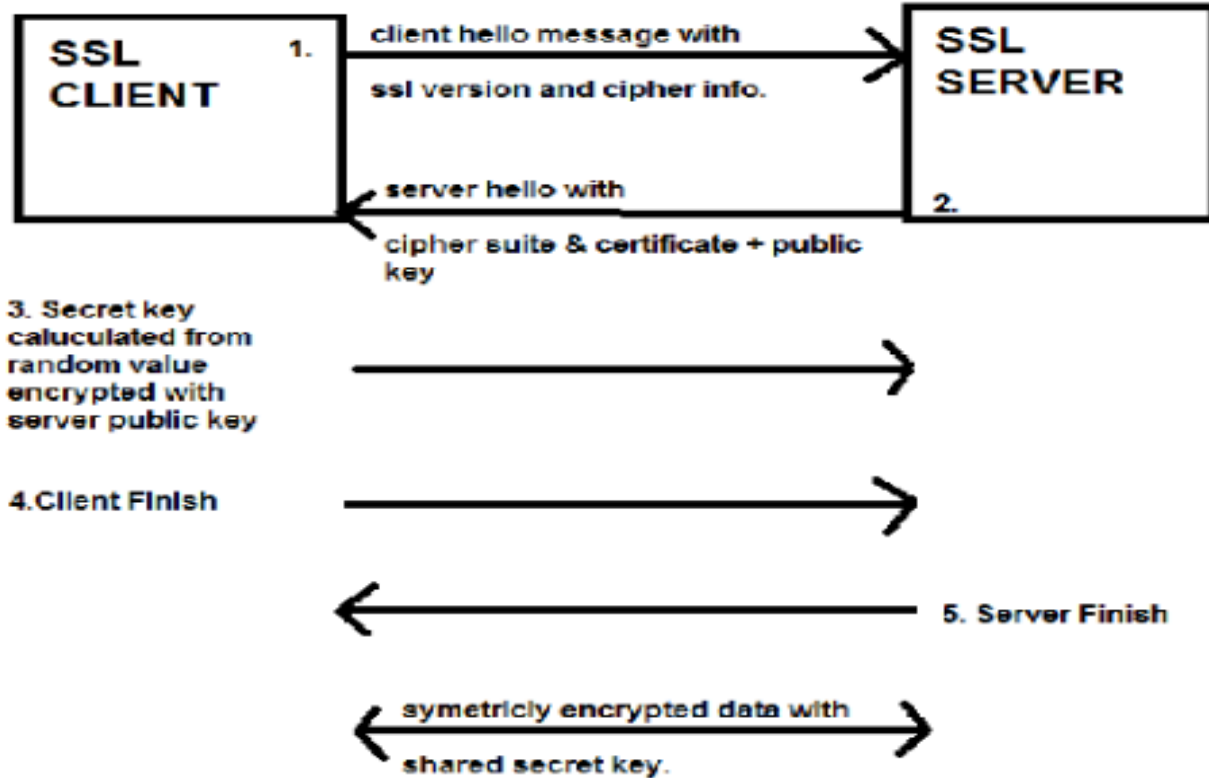 SSL
CLIENT
1.
client hello message with
ssl version and cipher info.
SSL
SERVER
server hello with
2.
cipher suite & certificate + public
key
3. Secret key
caluculated from
random value
encrypted with
server public key
4.Client Finish
5. Server Finish
symetricly encrypted data with
shared secret key.